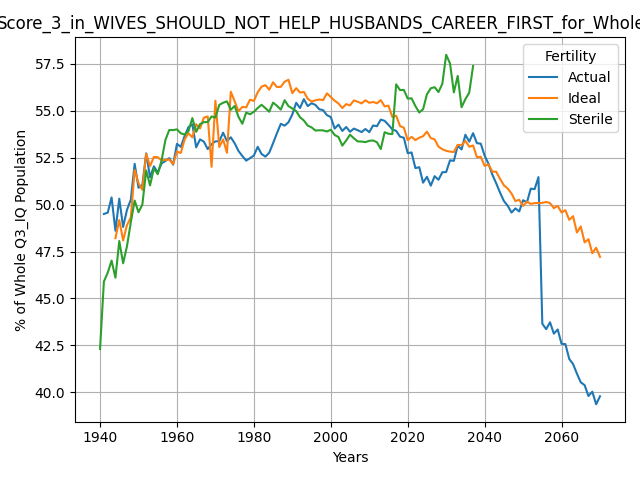 Score_3_in_WIVES_SHOULD_NOT_HELP_HUSBANDS_CAREER_FIRST_for_Whole
Fertility
Actual
Ideal
Sterile
57.5
55.0
52.5
50.0
47.5
45.0
42.5
40.0
% of Whole Q3_IQ Population
1940
1960
1980
2000
2020
2040
2060
Years